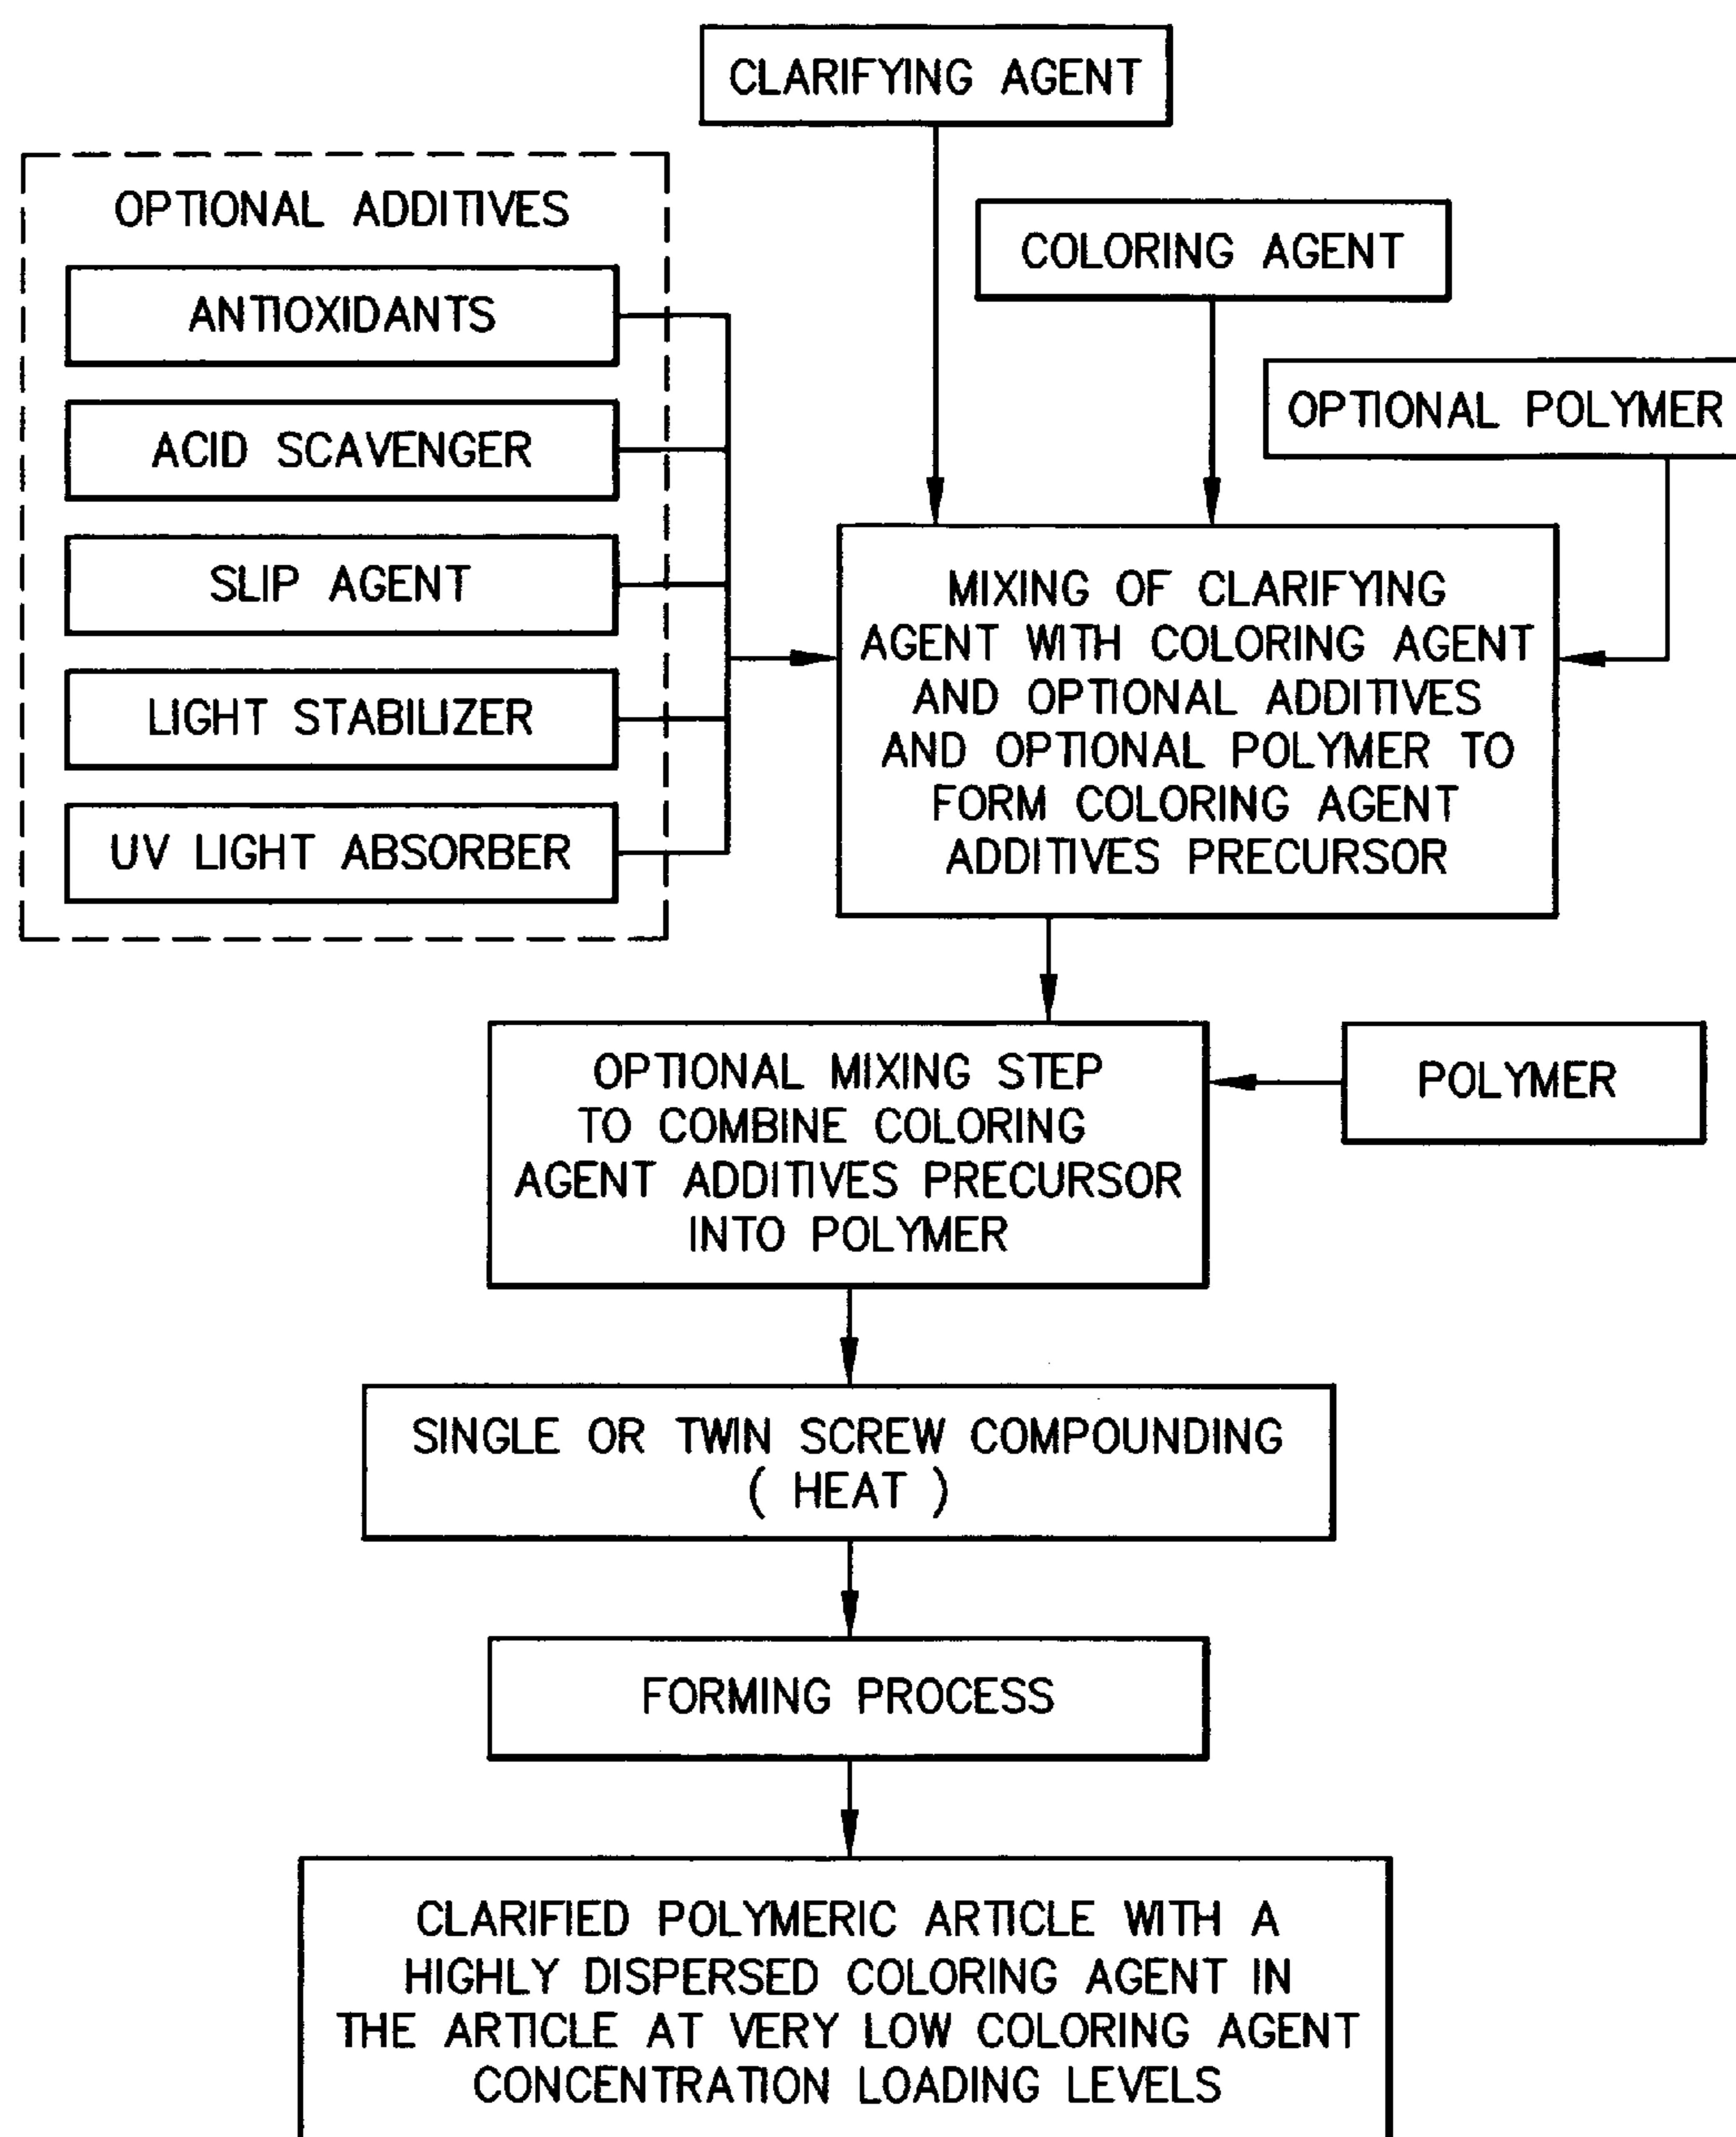 CLARIFYING AGENT
OPTIONAL ADDITIVES
COLORING AGENT
ANTIOXIDANTS
OPTIONAL POLYMER
ACID SCAVENGER
SLIP AGENT
LIGHT STABILIZER
UV LIGHT ABSORBER
MIXING OF CLARIFYING
AGENT WITH COLORING AGENT
AND OPTIONAL ADDITIVES
AND OPTIONAL POLYMER TO
FORM COLORING AGENT
ADDITIVES PRECURSOR
OPTIONAL MIXING STEP
TO COMBINE COLORING
AGENT ADDITIVES PRECURSOR
INTO POLYMER
POLYMER
SINGLE OR TWIN SCREW COMPOUNDING
( HEAT )
FORMING PROCESS
CLARIFIED POLYMERIC ARTICLE WITH A
HIGHLY DISPERSED COLORING AGENT IN
THE ARTICLE AT VERY LOW COLORING AGENT
CONCENTRATION LOADING LEVELS